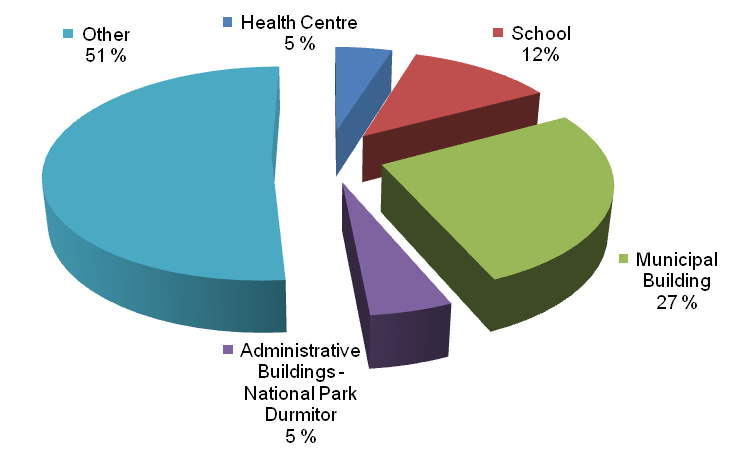 Health Centre
5 %
School
12%
Other
51 %
Municipal
Building
27 %
Administrative
Buildings -
National Park
Durmitor
5 %